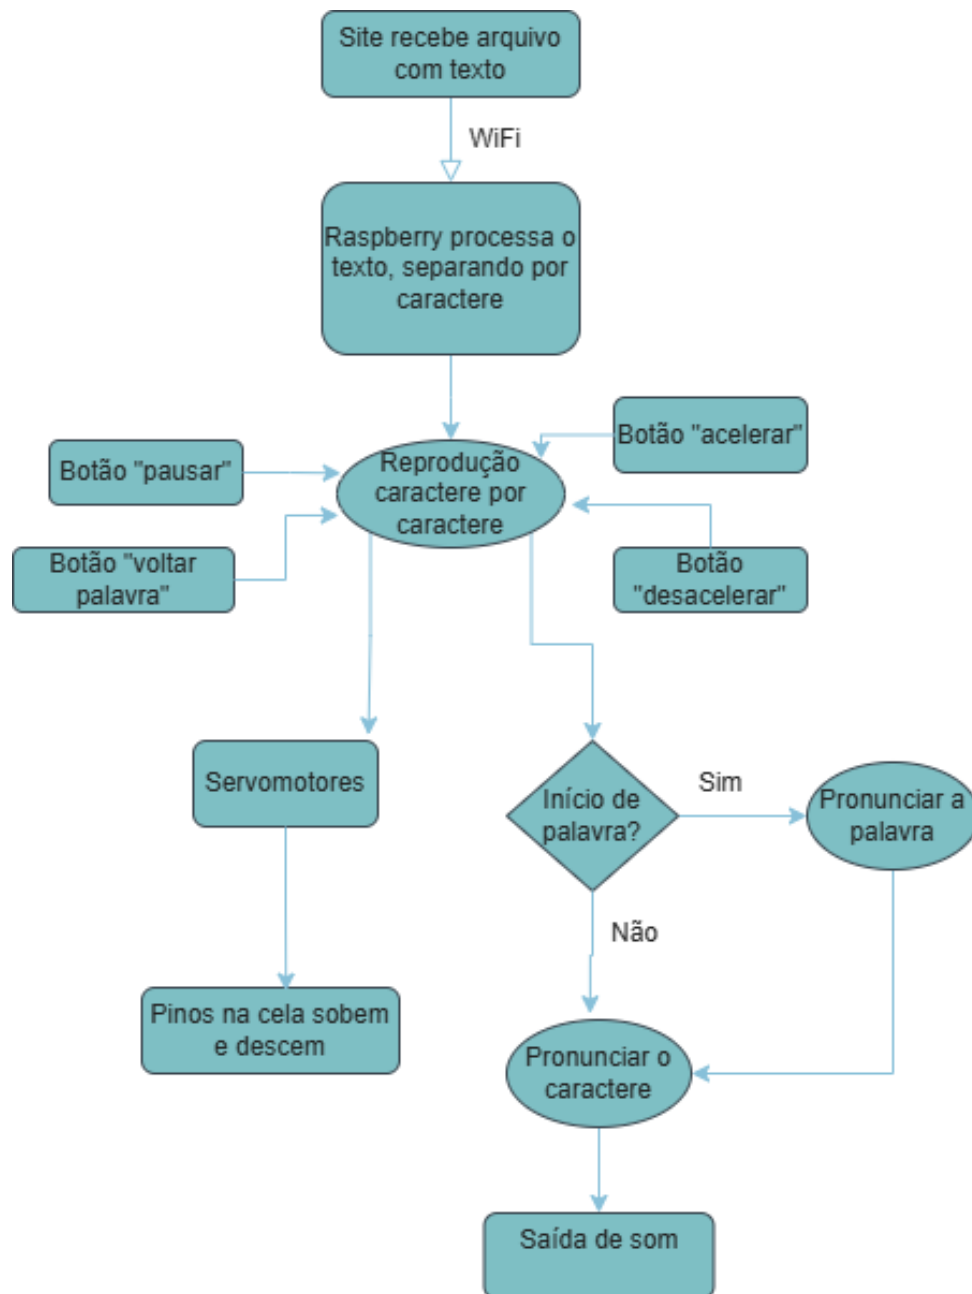 Site recebe arquivo
com texto
WiFi
Raspberry processa o
texto, separando por
caractere
Botão "acelerar"
Botão "pausar"
Reprodução
caractere por
caractere
Botão "voltar
palavra"
Botão
"desacelerar"
Servomotores
Início de
palavra?
Sim
Pronunciar a
palavra
Não
Pinos na cela sobem
e descem
Pronunciar o
caractere
Saída de som